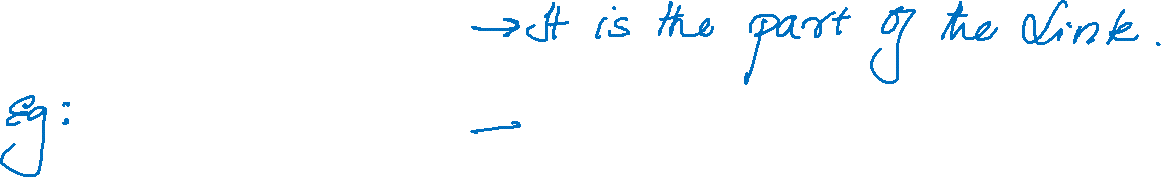 → It is the part of the Link.
Eg: —